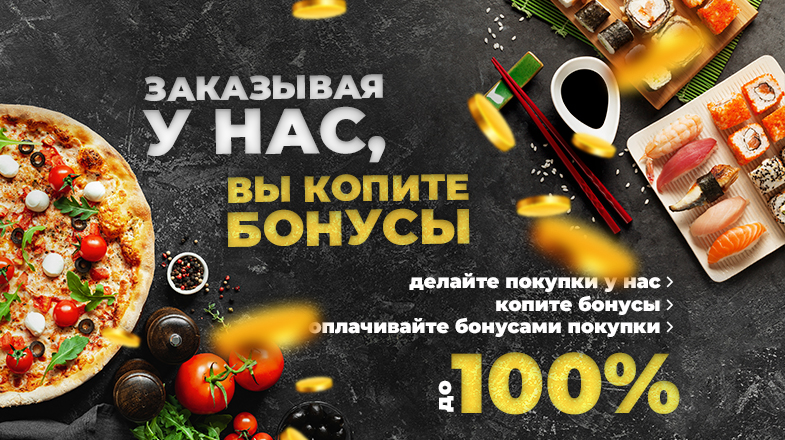 ЗАКАЗЫВАЯ
У НАС,
ВЫ КОПИТЕ
БОНУСЫ
делайте покупки у нас >
копите бонусы >
оплачивайте бонусами покупки >
до 100%